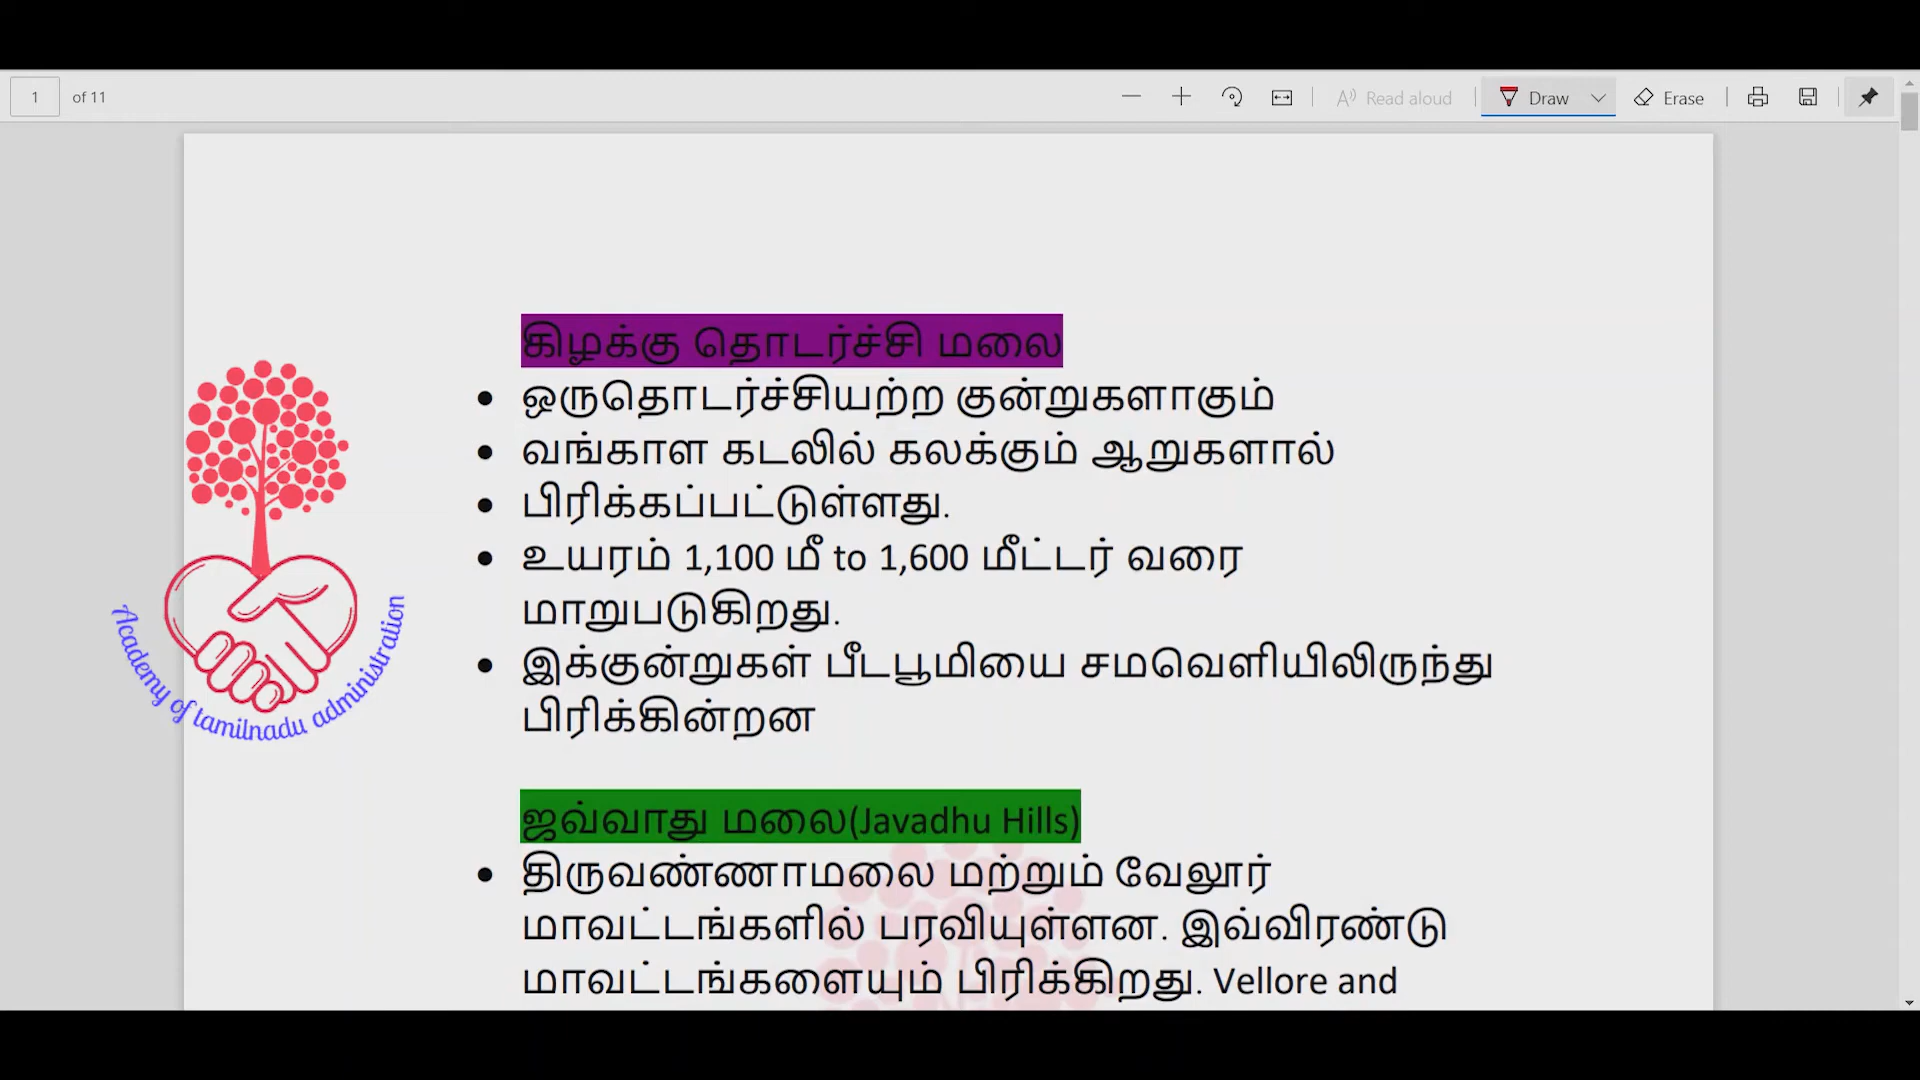 1 of 11 Read aloud Draw Erase
கிழக்கு தொடர்ச்சி மலை
• ஒருதொடர்ச்சியற்ற குன்றுகளாகும்
• வங்காள கடலில் கலக்கும் ஆறுகளால்
• பிரிக்கப்பட்டுள்ளது.
• உயரம் 1,100 மீ to 1,600 மீட்டர் வரை
மாறுபடுகிறது.
• இக்குன்றுகள் பீடபூமியை சமவெளியிலிருந்து
பிரிக்கின்றன
Academy of tamilnadu administration
ஜவ்வாது மலை(Javadhu Hills)
• திருவண்ணாமலை மற்றும் வேலூர்
மாவட்டங்களில் பரவியுள்ளன. இவ்விரண்டு
மாவட்டங்களையும் பிரிக்கிறது. Vellore and